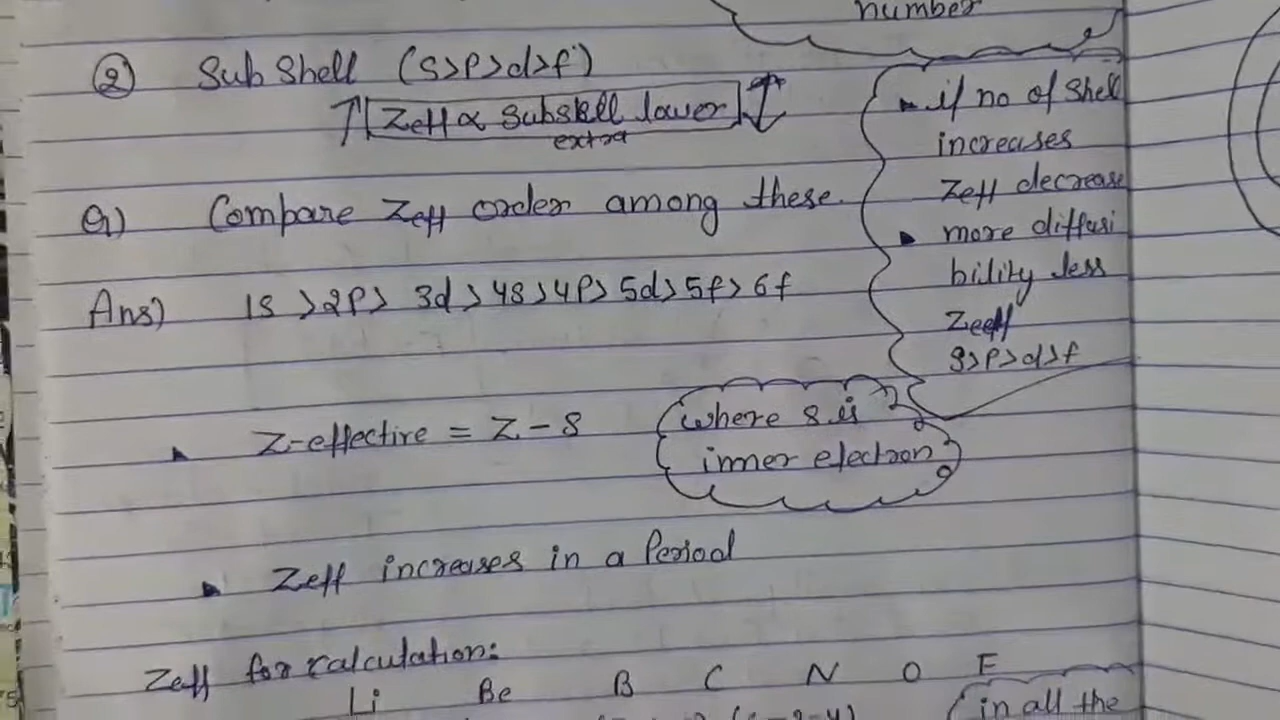 number
② Sub Shell (s>p>d>f)
↑ Zeff ∝ Subshell lower ↕
extra
Q) Compare Zeff order among these.
Ans) 1s >2p> 3d >4s>4p> 5d>5f> 6f
if no of shell
increases
Zeff decrease
more diffusi
bility less
Zeeff
s>p>d>f
Z-effective = Z - S
where s is
inner electron
Zeff increases in a Period
Zeff for calculation:
Li Be B C N O F
in all the